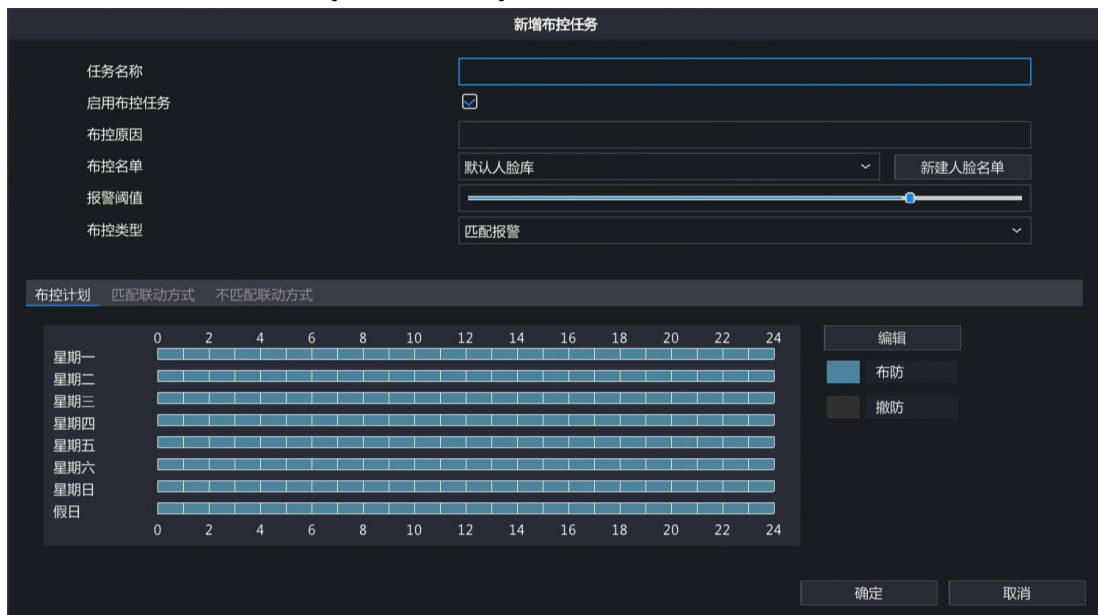 新增布控任务
任务名称
启用布控任务
布控原因
布控名单 默认人脸库 新建人脸名单
报警阈值
布控类型 匹配报警
布控计划 匹配联动方式 不匹配联动方式
0 2 4 6 8 10 12 14 16 18 20 22 24 编辑
星期一
星期二 布防
星期三 撤防
星期四
星期五
星期六
星期日
假日
0 2 4 6 8 10 12 14 16 18 20 22 24
确定 取消